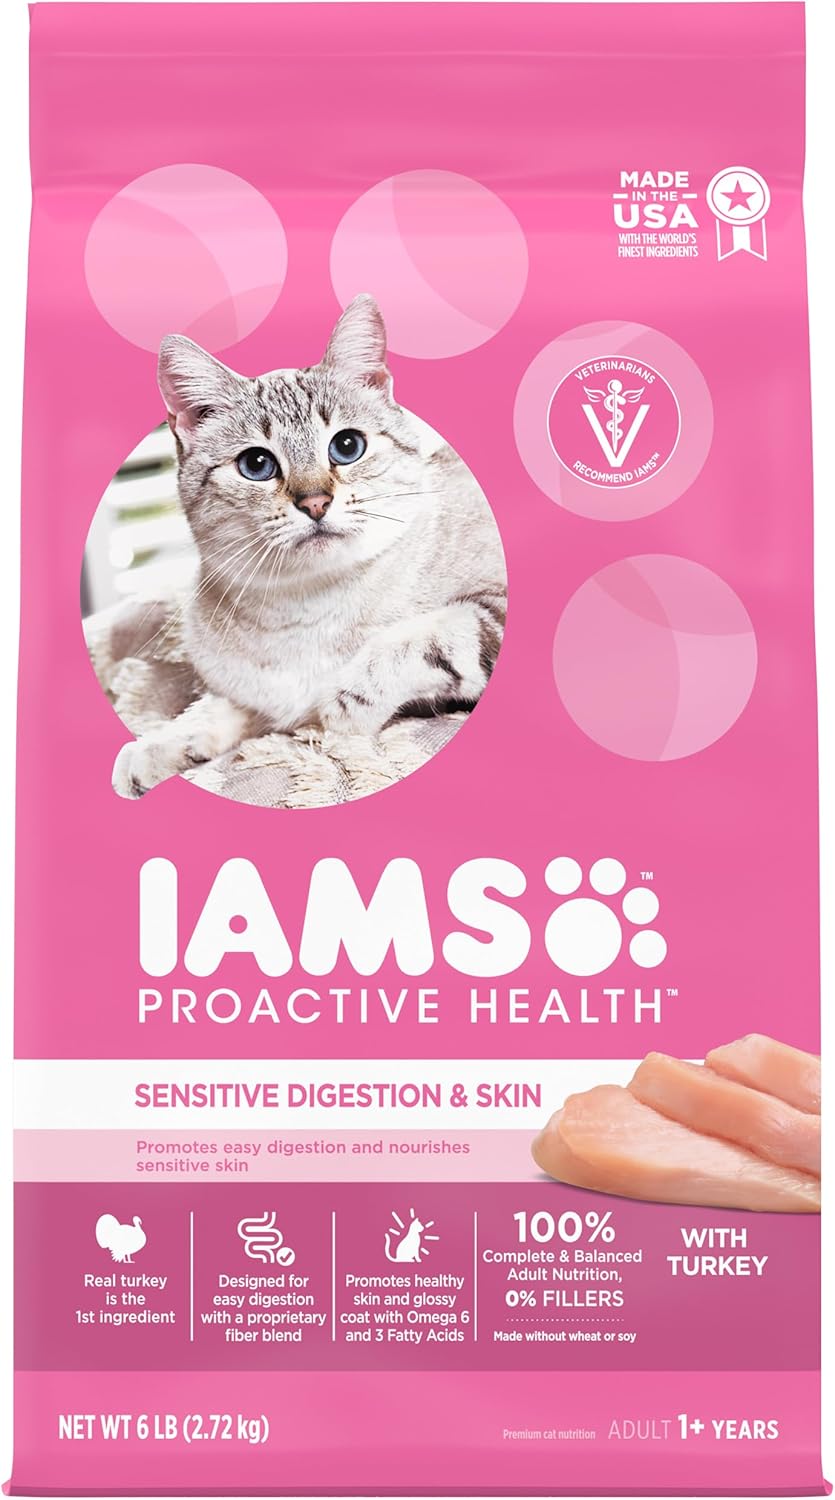 MADE
IN THE
USA
WITH THE WORLD'S
FINEST INGREDIENTS
VETERINARIANS
V
RECOMMEND IAMS™
IAMS™
PROACTIVE HEALTH™
SENSITIVE DIGESTION & SKIN
Promotes easy digestion and nourishes
sensitive skin
Real turkey
is the
1st ingredient
Designed for
easy digestion
with a proprietary
fiber blend
Promotes healthy
skin and glossy
coat with Omega 6
and 3 Fatty Acids
100%
Complete & Balanced
Adult Nutrition,
0% FILLERS
Made without wheat or soy
WITH
TURKEY
NET WT 6 LB (2.72 kg)
Premium cat nutrition
ADULT 1+ YEARS